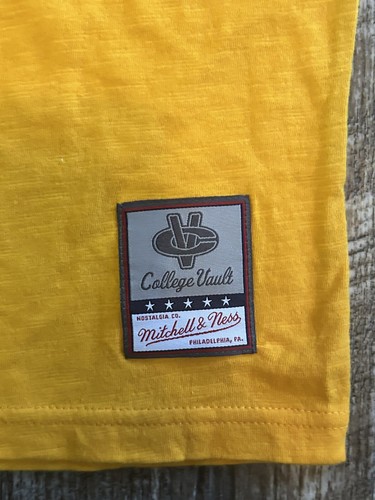 VC
College Vault
NOSTALGIA CO.
Mitchell & Ness
PHILADELPHIA, PA.